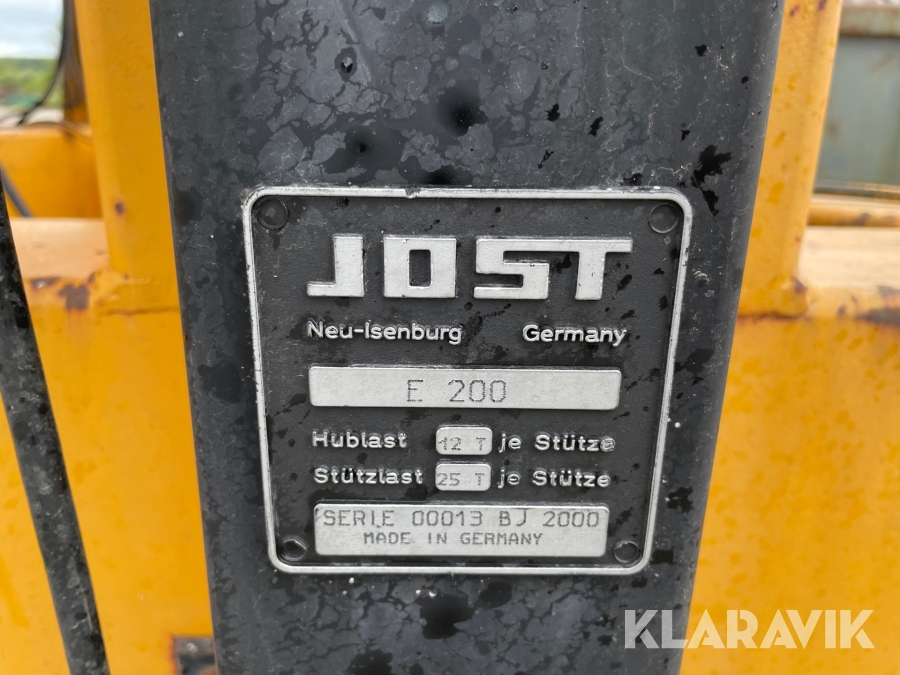 JOST
Neu-Isenburg Germany
E 200
Hublast 12 T je Stütze
Stützlast 25 T je Stütze
SERIE 00013 BJ 2000
MADE IN GERMANY
KLARAVIK